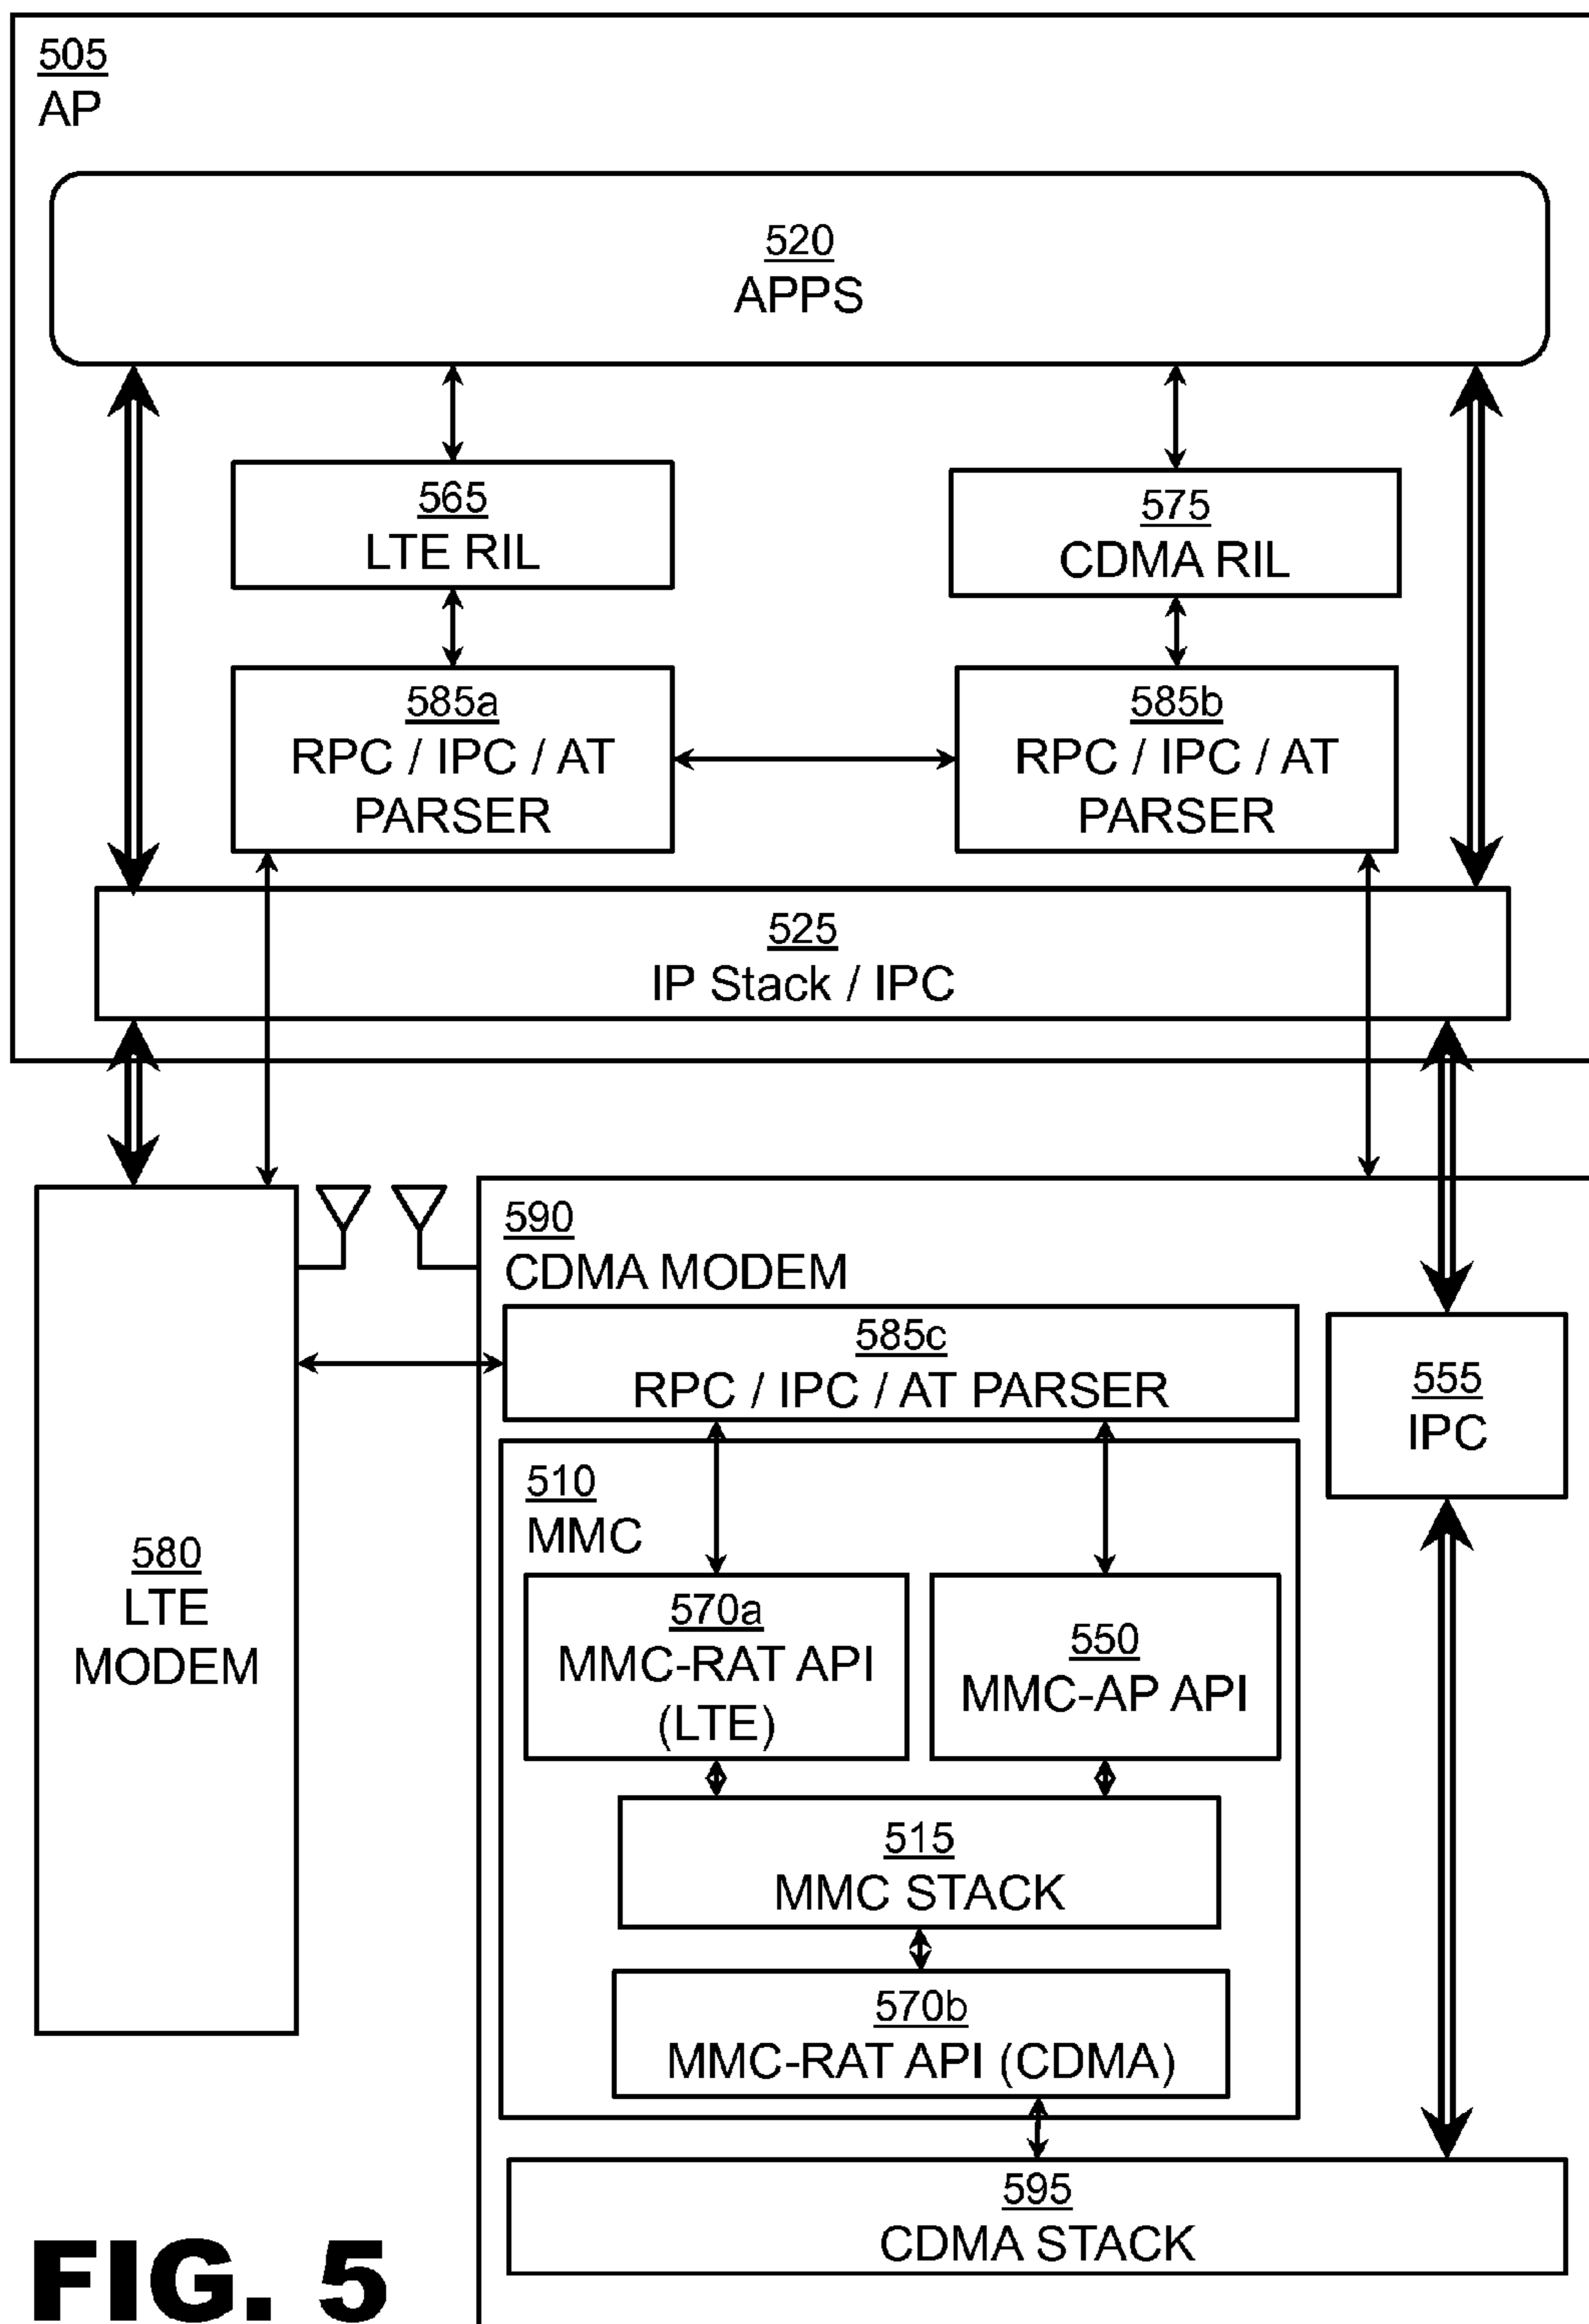 505
AP
520
APPS
565
LTE RIL
575
CDMA RIL
585a
RPC / IPC / AT
PARSER
585b
RPC / IPC / AT
PARSER
525
IP Stack / IPC
590
CDMA MODEM
585c
RPC / IPC / AT PARSER
555
IPC
510
MMC
580
LTE
MODEM
570a
MMC-RAT API
(LTE)
550
MMC-AP API
515
MMC STACK
570b
MMC-RAT API (CDMA)
595
CDMA STACK
FIG. 5